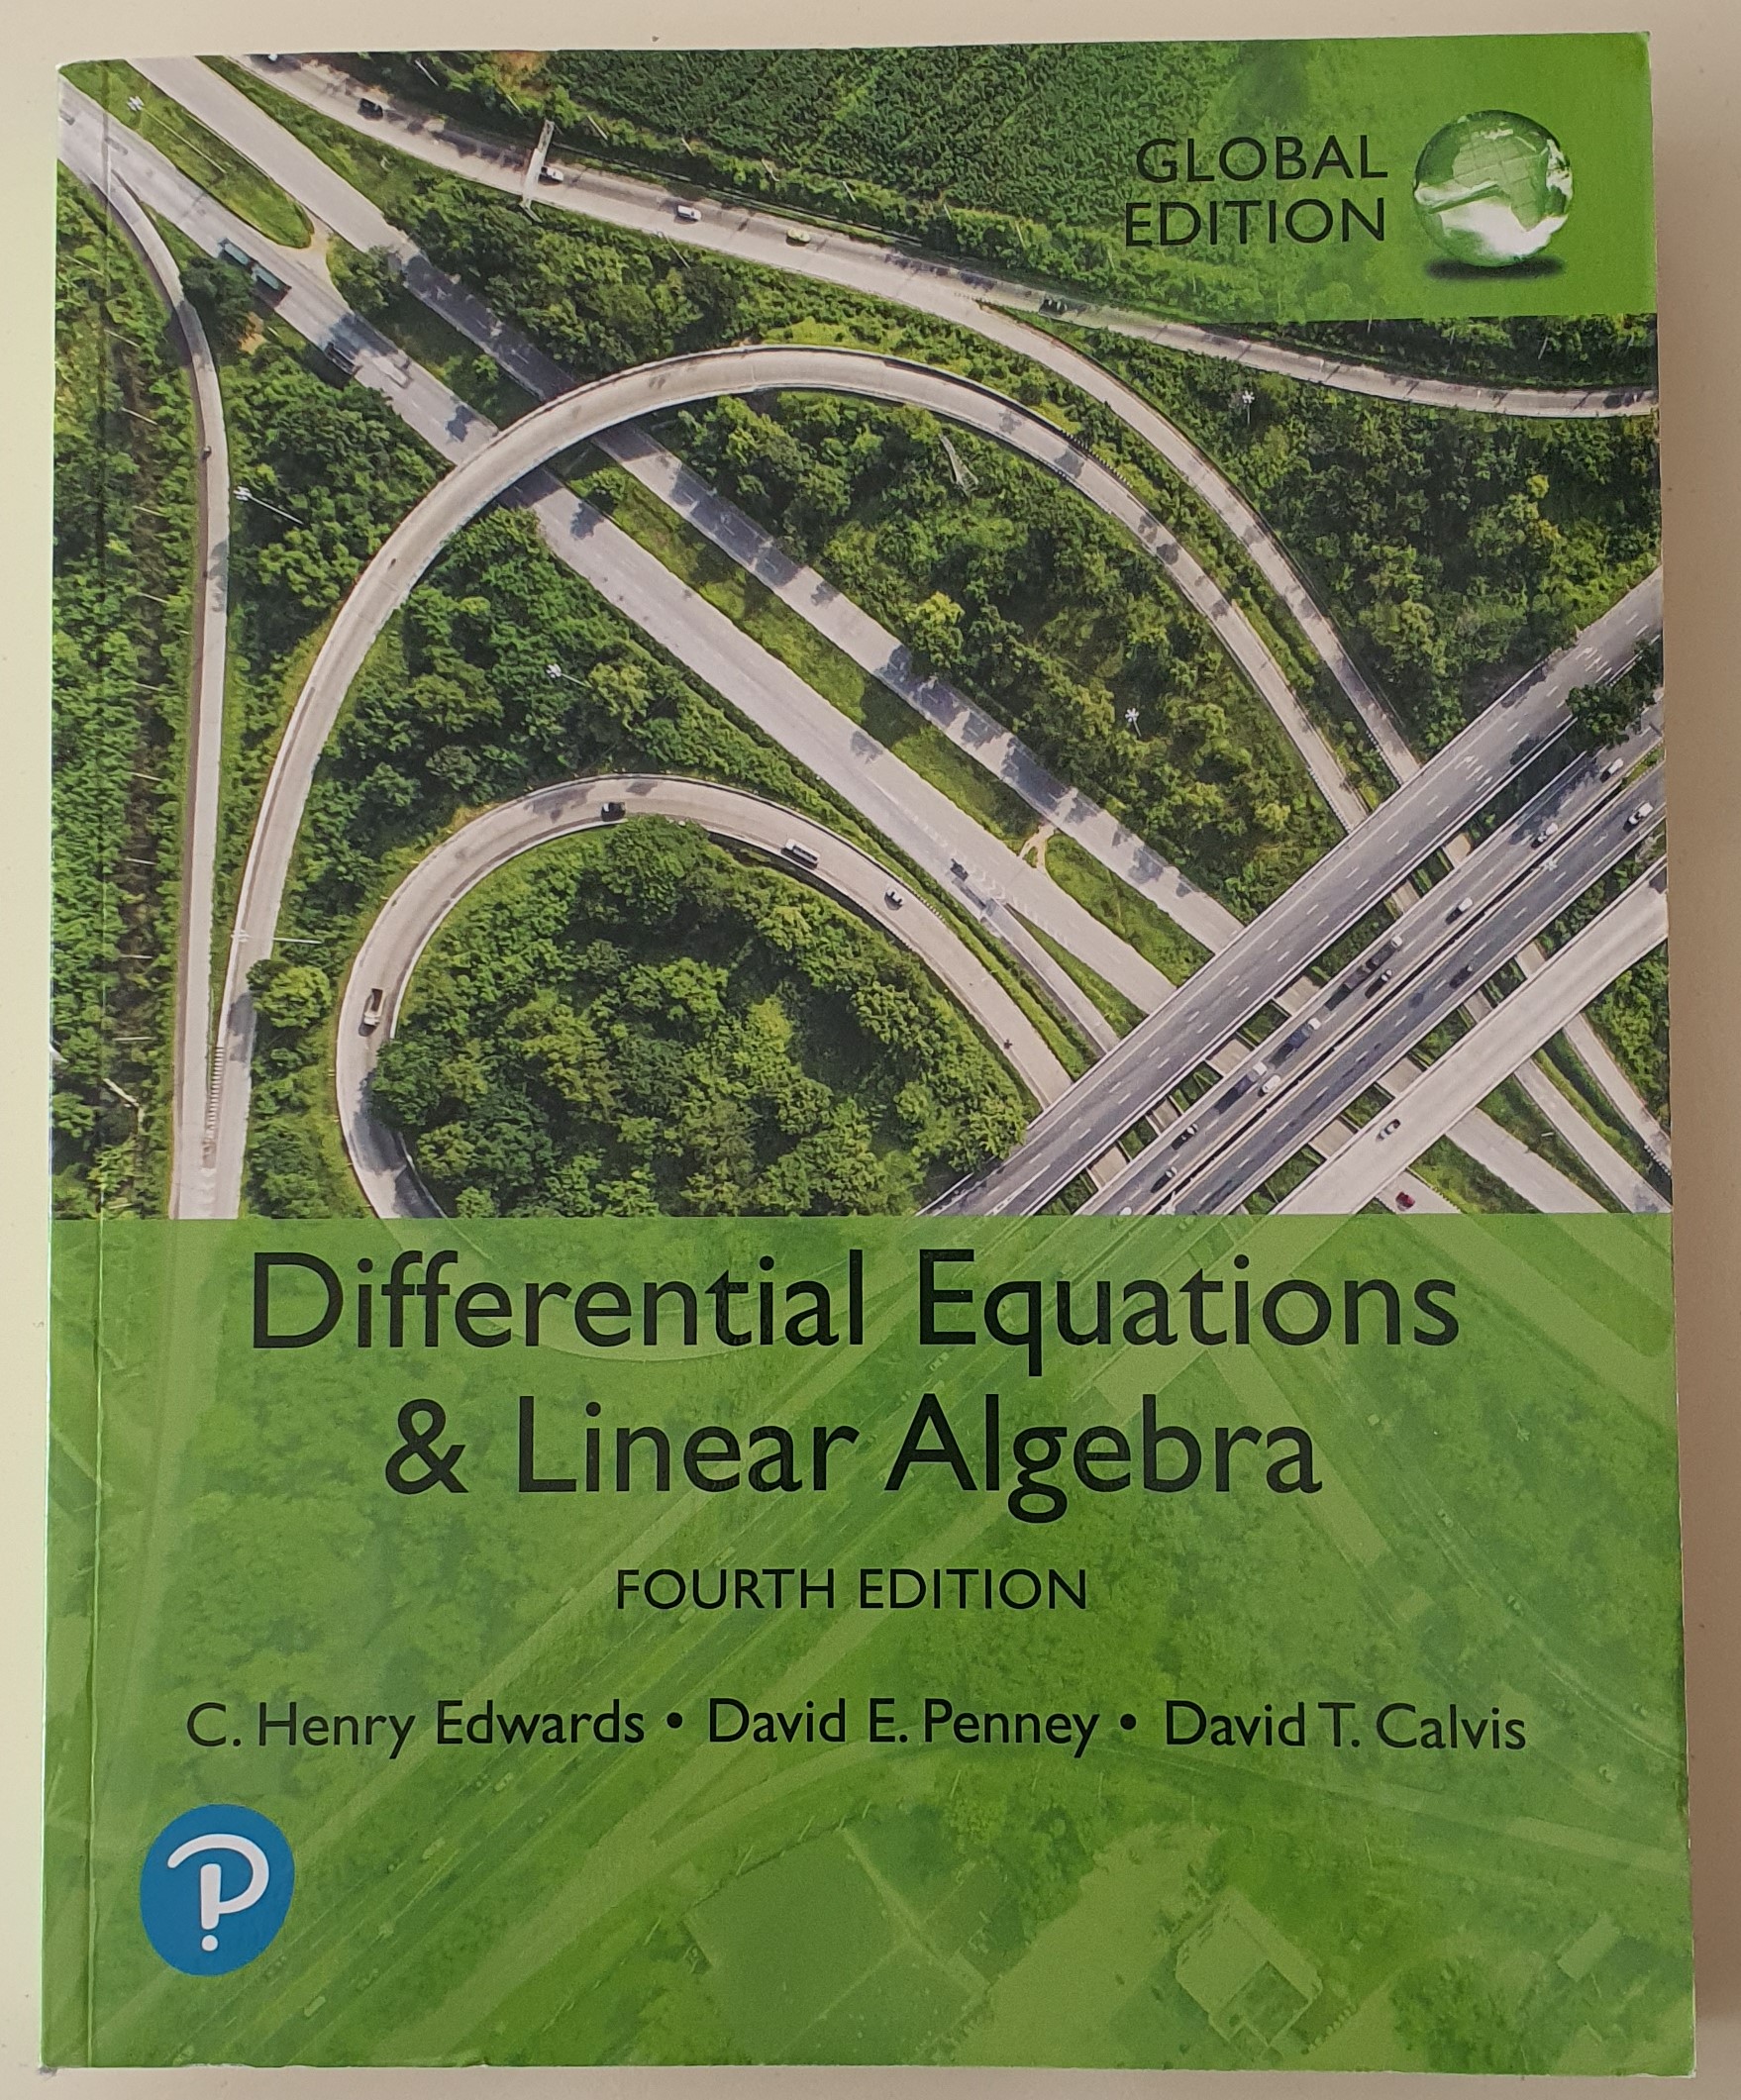 GLOBAL
EDITION
Differential Equations
& Linear Algebra
FOURTH EDITION
C. Henry Edwards • David E. Penney • David T. Calvis
P